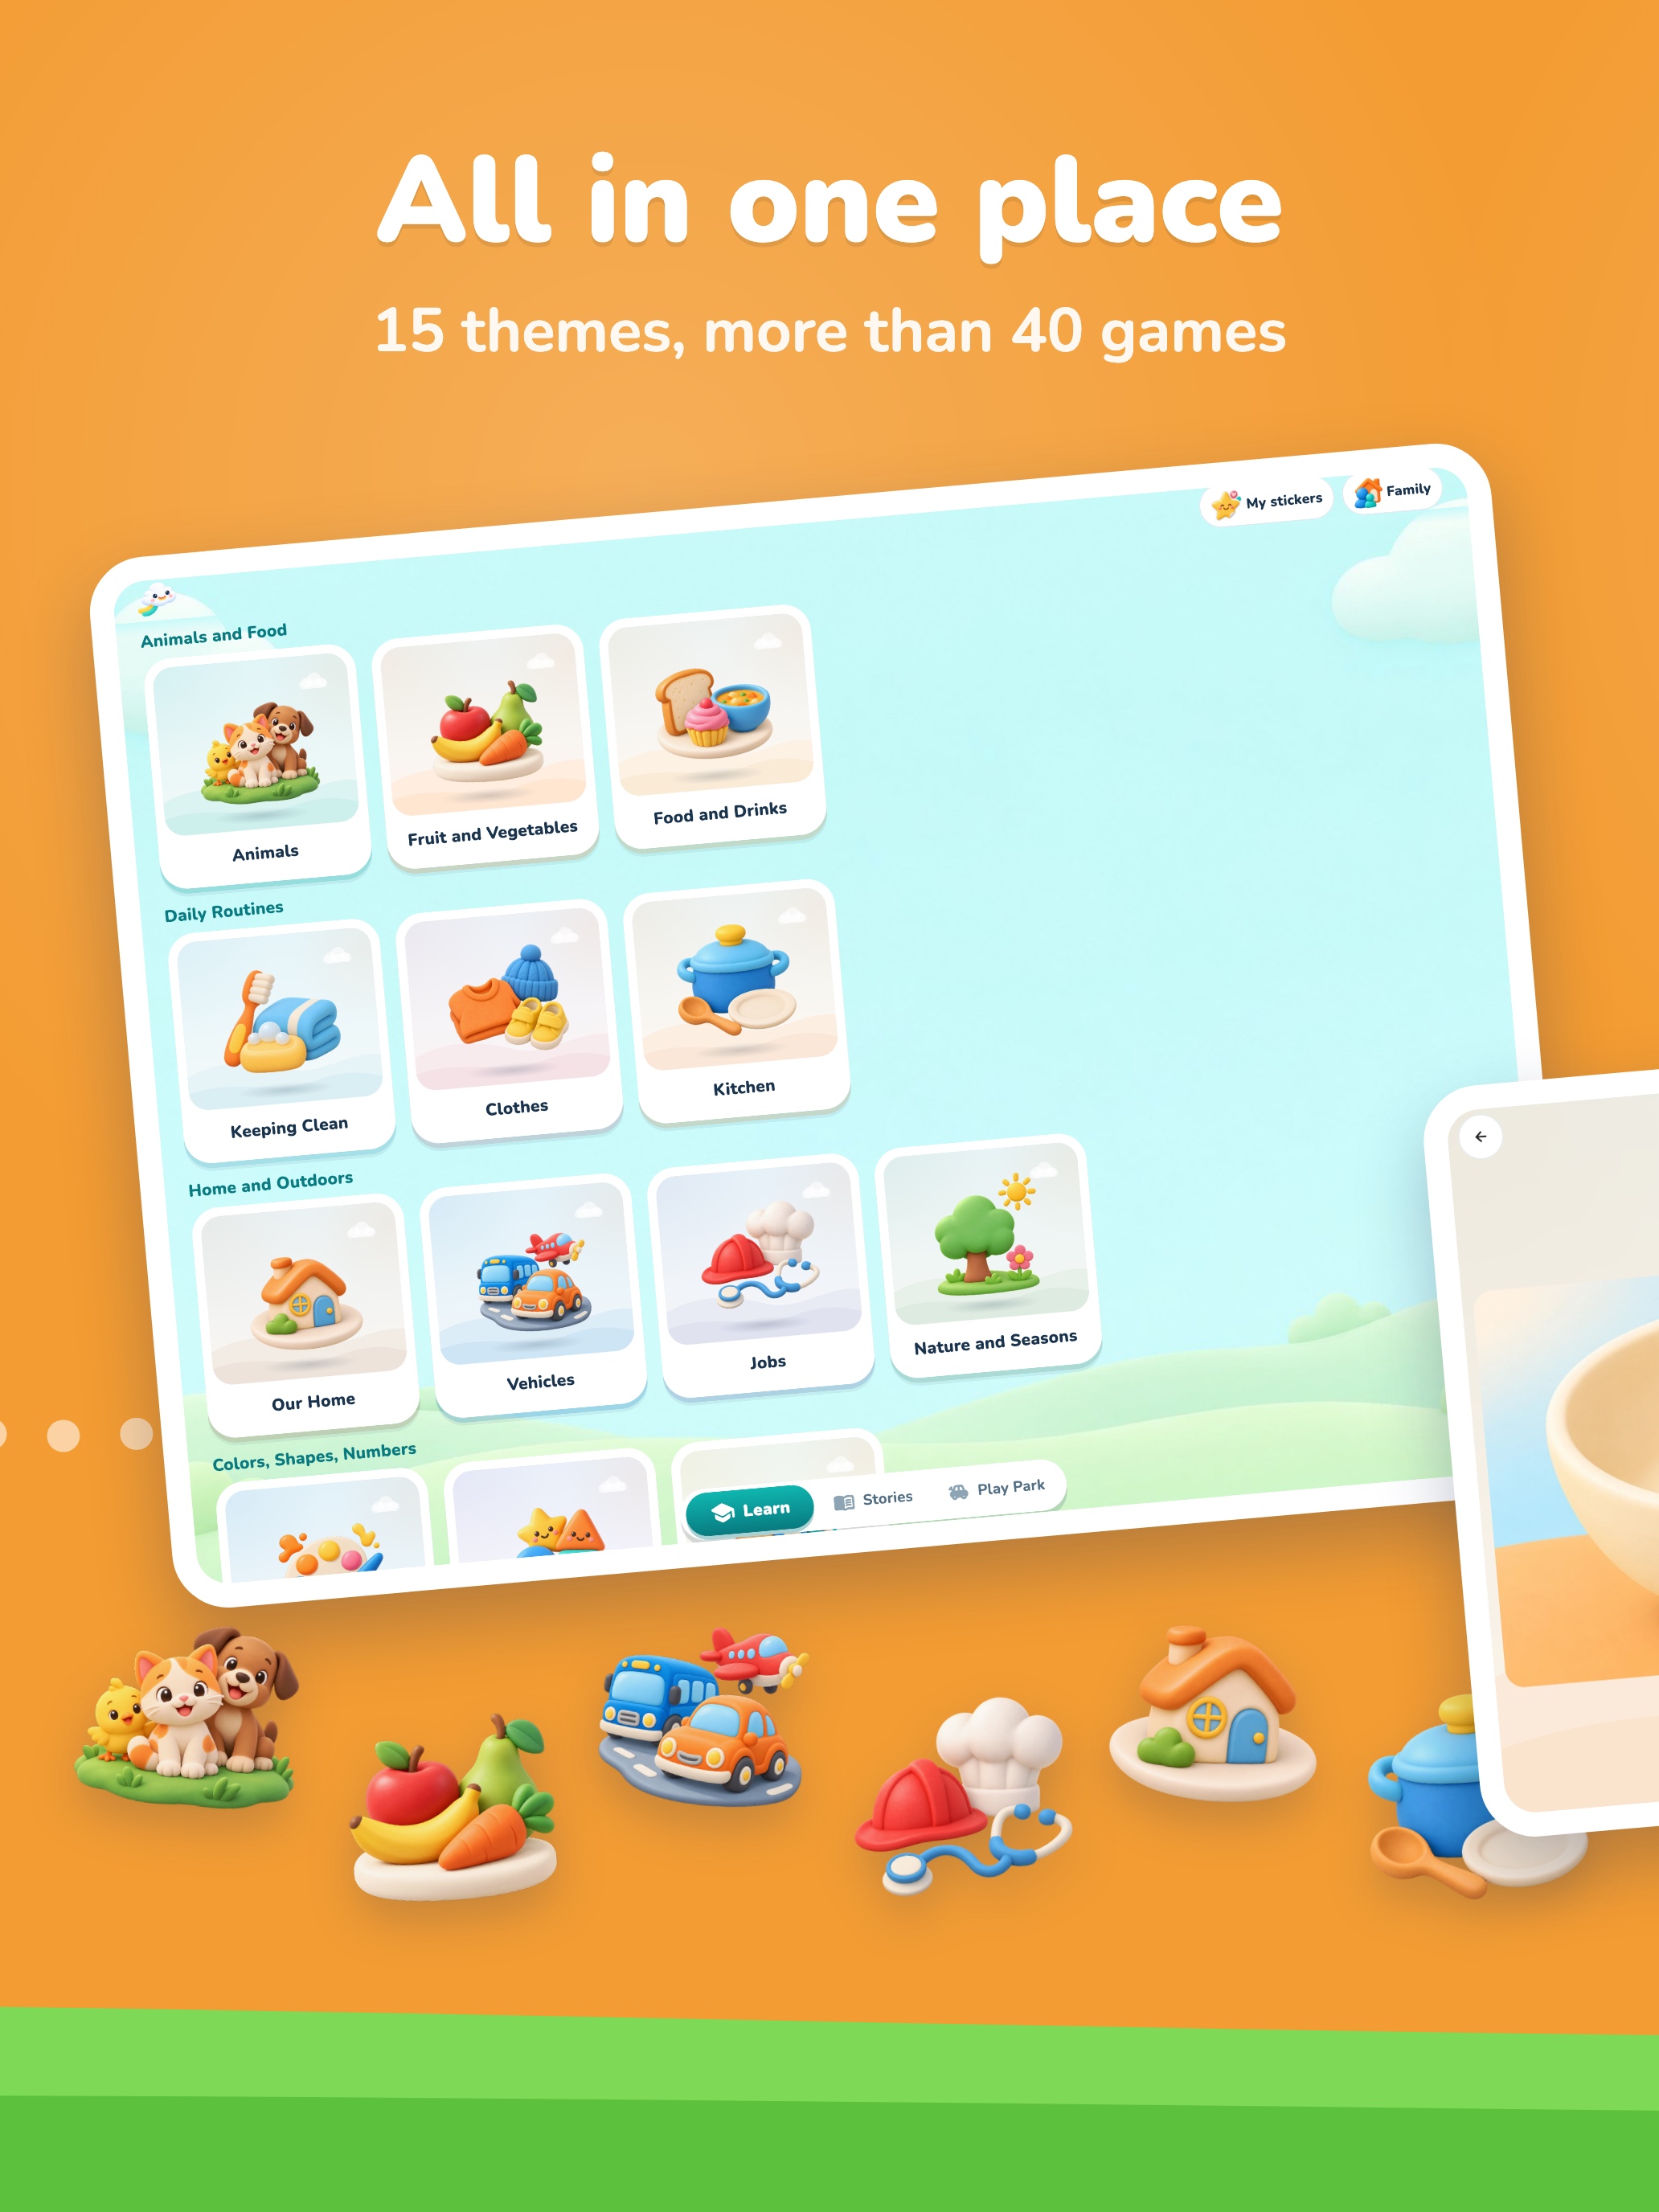 All in one place
15 themes, more than 40 games
My stickers
Family
Animals and Food
Animals
Fruit and Vegetables
Food and Drinks
Daily Routines
Keeping Clean
Clothes
Kitchen
Home and Outdoors
Our Home
Vehicles
Jobs
Nature and Seasons
Colors, Shapes, Numbers
Learn
Stories
Play Park